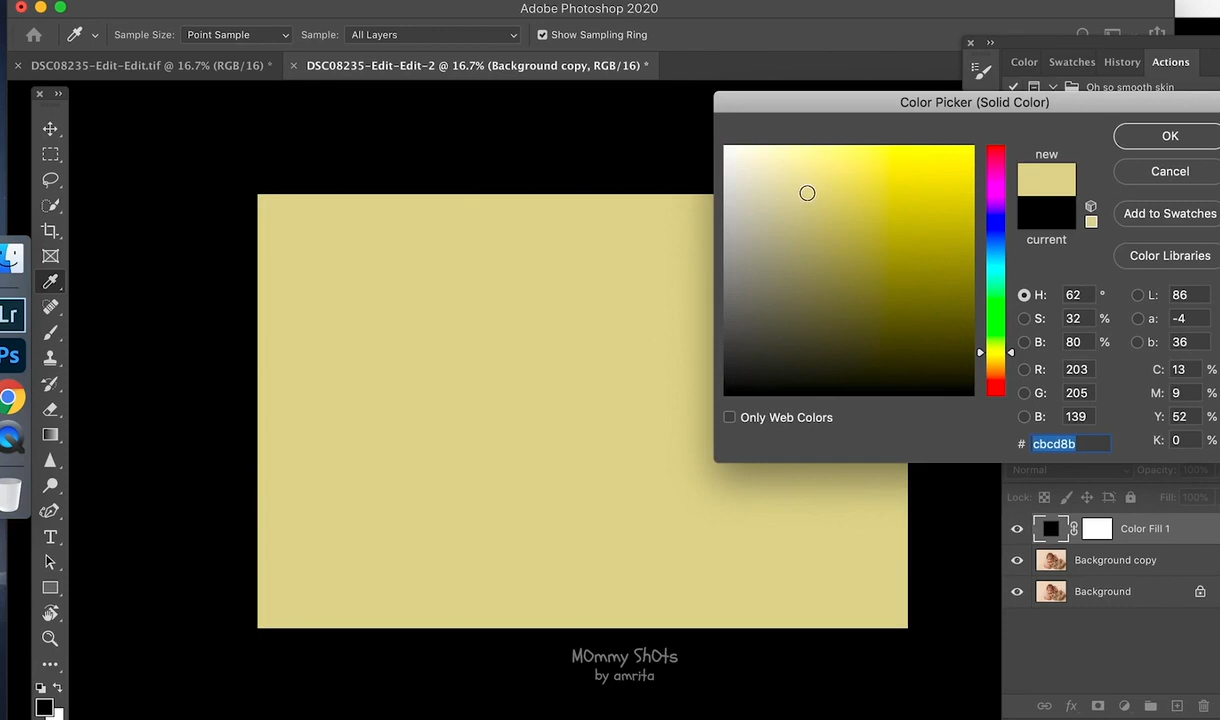 Adobe Photoshop 2020
Sample Size: Point Sample Sample: All Layers Show Sampling Ring
DSC08235-Edit-Edit.tif @ 16.7% (RGB/16) * DSC08235-Edit-Edit-2 @ 16.7% (Background copy, RGB/16) *
Color Swatches History Actions
Oh so smooth skin
Color Picker (Solid Color)
new
current
OK
Cancel
Add to Swatches
Color Libraries
H: 62 ° L: 86
S: 32 % a: -4
B: 80 % b: 36
R: 203 C: 13 %
G: 205 M: 9 %
B: 139 Y: 52 %
# cbcd8b K: 0 %
Only Web Colors
Normal Opacity: 100%
Lock: Fill: 100%
Color Fill 1
Background copy
Background
Lr
Ps
T
fx
MOmmy ShOts
by amrita